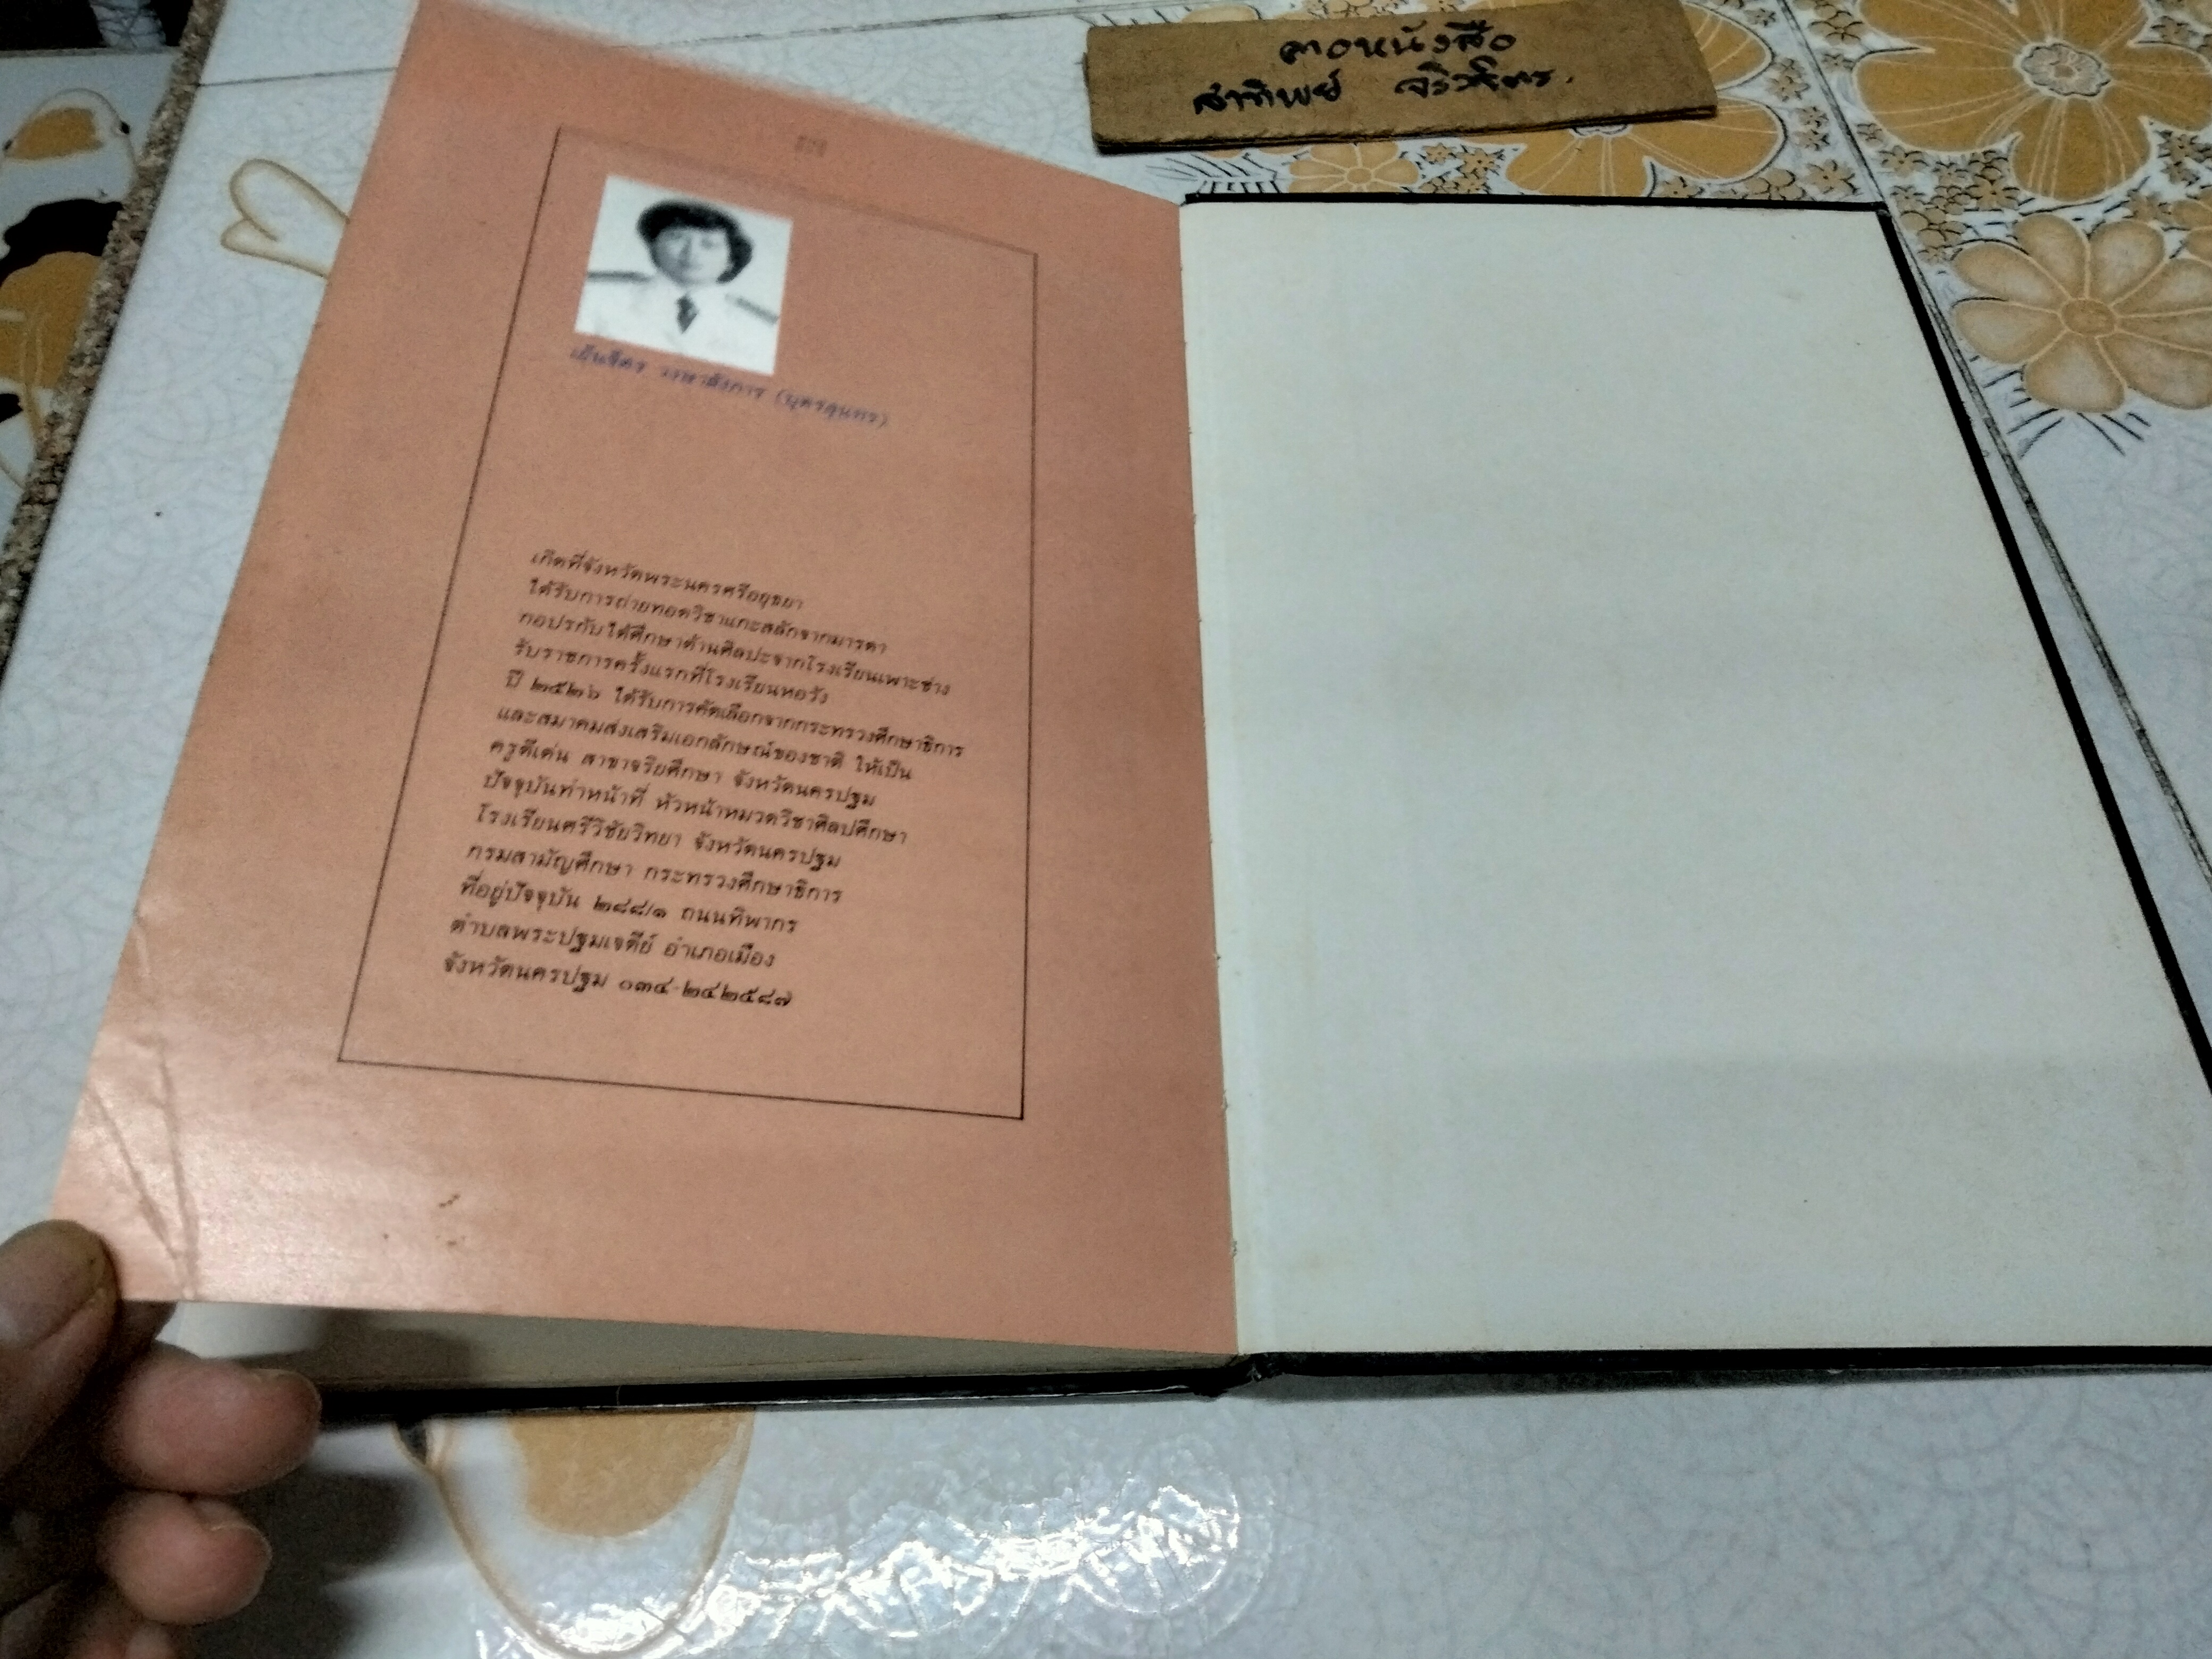 ลาดหนังสือ
สาทิพย์
เย็นจิตร วงษาสังการ (บุตรสุนทร)
เกิดที่จังหวัดพระนครศรีอยุธยา
ได้รับการถ่ายทอดวิชาแกะสลักจากมารดา
กอปรกับได้ศึกษาด้านศิลปะจากโรงเรียนเพาะช่าง
รับราชการครั้งแรกที่โรงเรียนหอวัง
ปี ๒๕๒๖ ได้รับการคัดเลือกจากกระทรวงศึกษาธิการ
และสมาคมส่งเสริมเอกลักษณ์ของชาติ ให้เป็น
ครูดีเด่น สาขาจริยศึกษา จังหวัดนครปฐม
ปัจจุบันทำหน้าที่ หัวหน้าหมวดวิชาศิลปศึกษา
โรงเรียนศรีวิชัยวิทยา จังหวัดนครปฐม
กรมสามัญศึกษา กระทรวงศึกษาธิการ
ที่อยู่ปัจจุบัน ๒๘๘/๑ ถนนทิพากร
ตำบลพระปฐมเจดีย์ อำเภอเมือง
จังหวัดนครปฐม ๐๓๔-๒๔๒๕๘๗